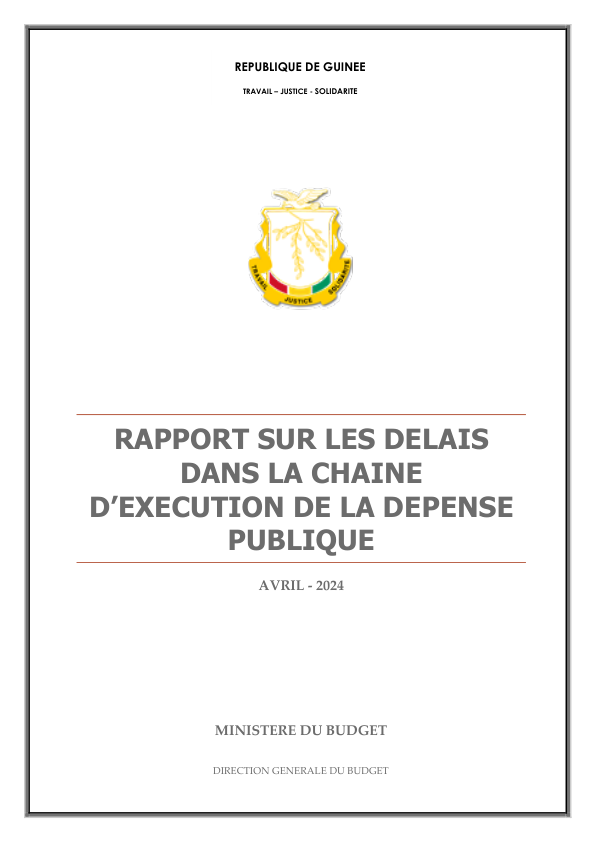 REPUBLIQUE DE GUINEE
TRAVAIL – JUSTICE - SOLIDARITE
TRAVAIL
JUSTICE
SOLIDARITE
RAPPORT SUR LES DELAIS
DANS LA CHAINE
D'EXECUTION DE LA DEPENSE
PUBLIQUE
AVRIL - 2024
MINISTERE DU BUDGET
DIRECTION GENERALE DU BUDGET